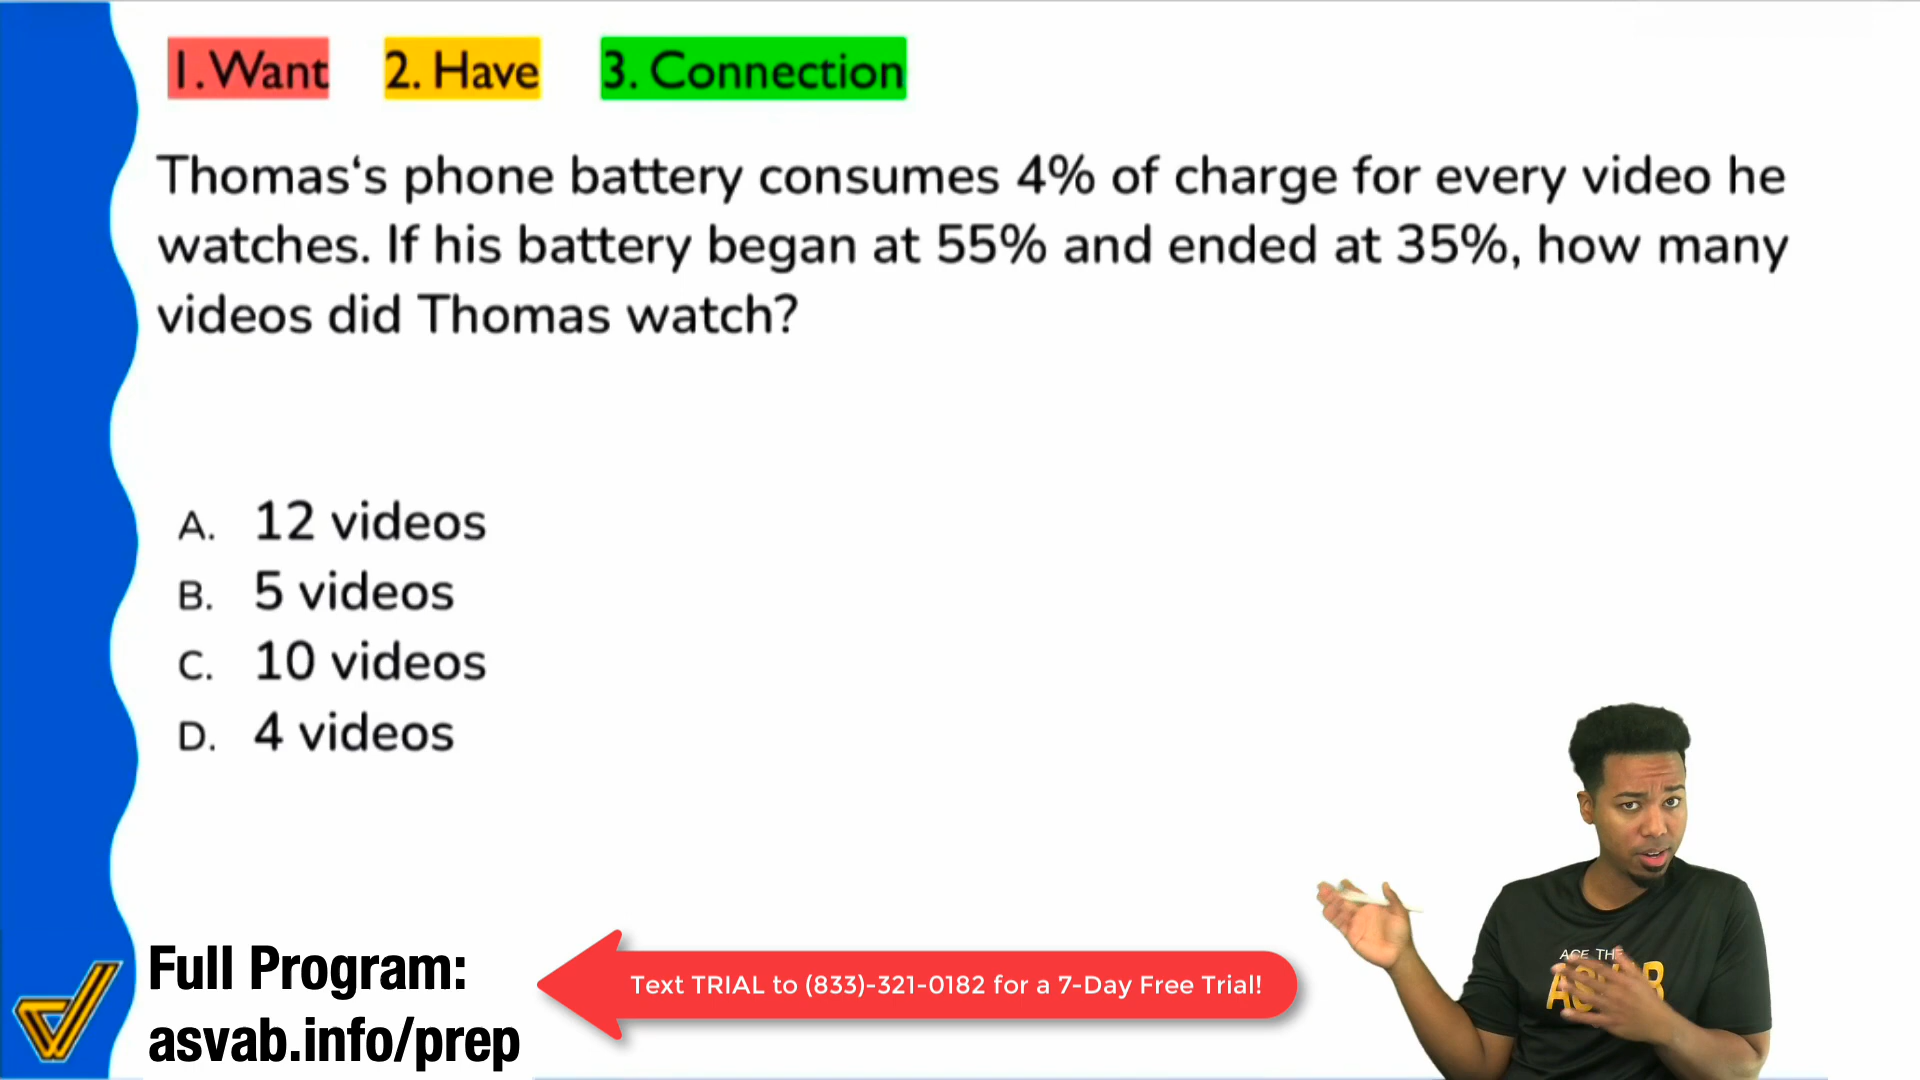 1. Want 2. Have 3. Connection
Thomas‘s phone battery consumes 4% of charge for every video he
watches. If his battery began at 55% and ended at 35%, how many
videos did Thomas watch?
A. 12 videos
B. 5 videos
C. 10 videos
D. 4 videos
Full Program:
asvab.info/prep
Text TRIAL to (833)-321-0182 for a 7-Day Free Trial!
ACE THE